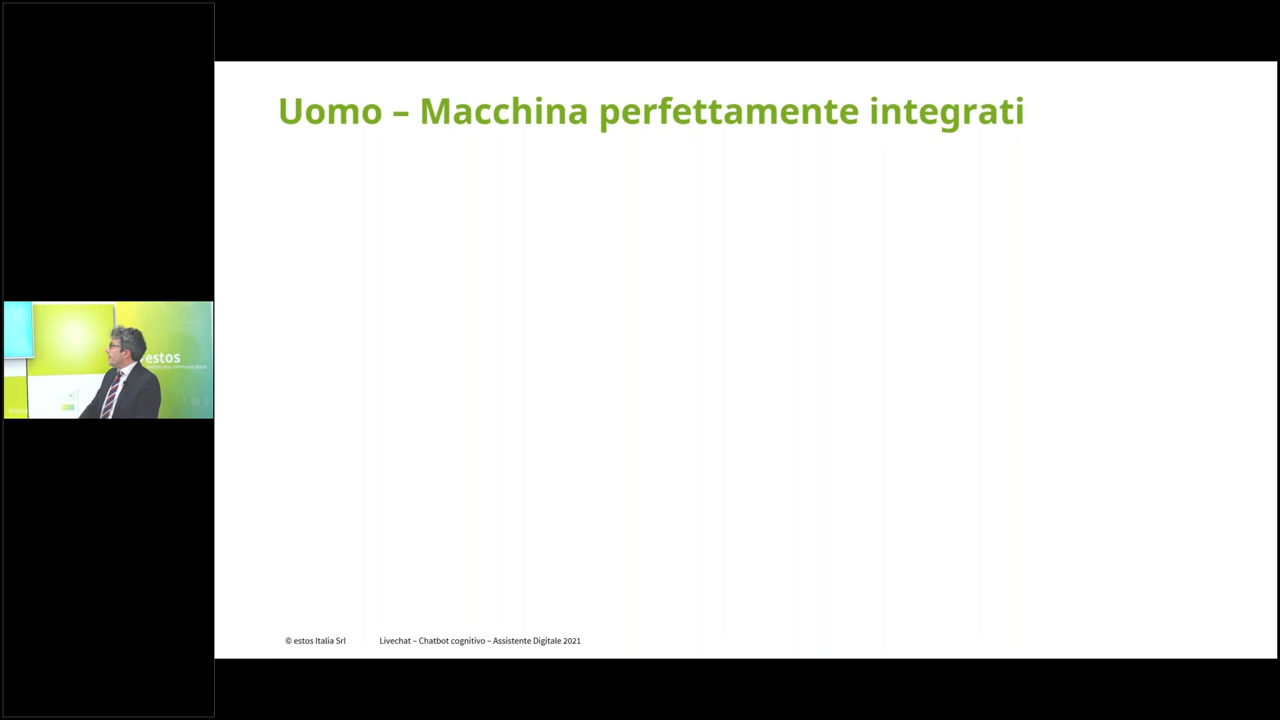 Uomo – Macchina perfettamente integrati
estos
© estos Italia Srl
Livechat – Chatbot cognitivo – Assistente Digitale 2021